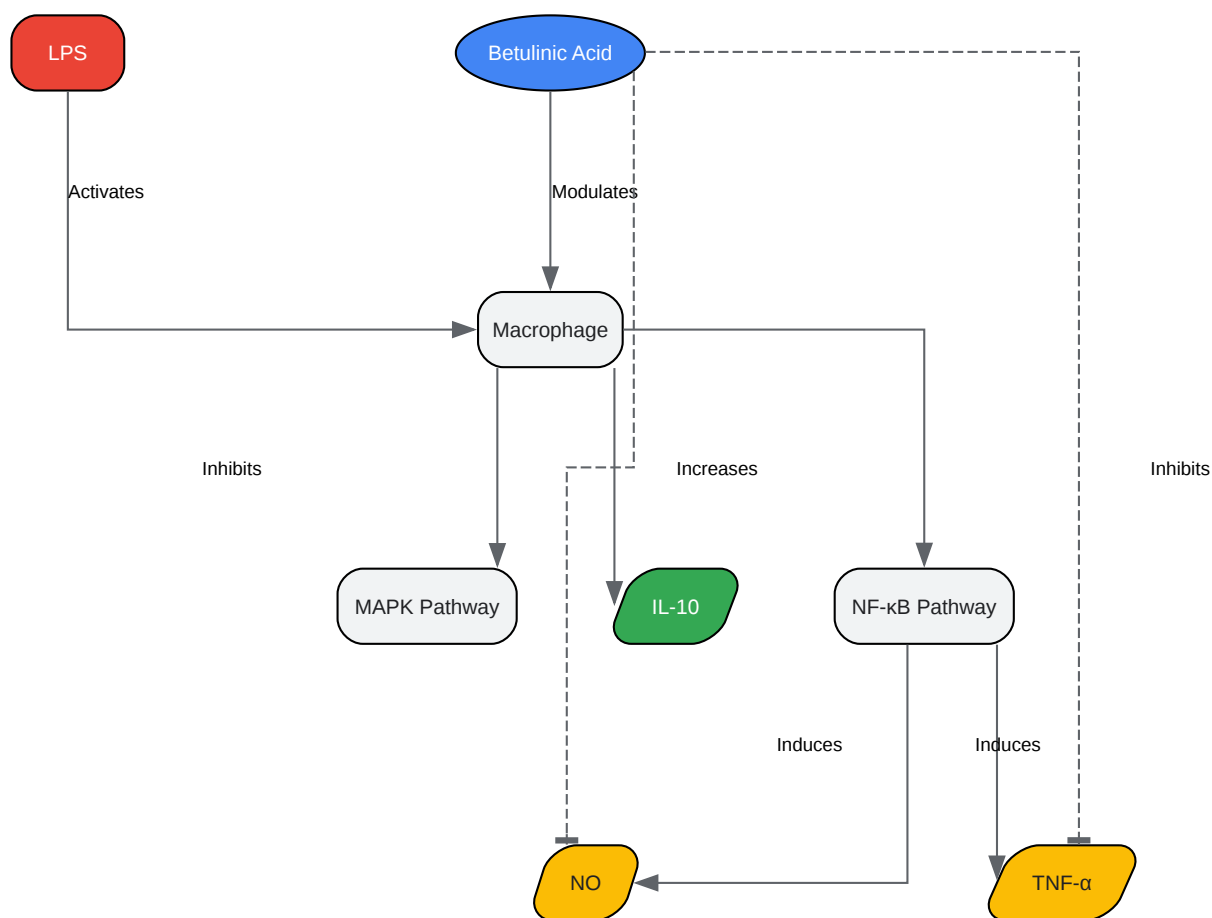 LPS
Betulinic Acid
Activates
Modulates
Macrophage
Inhibits
Increases
Inhibits
MAPK Pathway
IL-10
NF-κB Pathway
Induces
Induces
NO
TNF-α